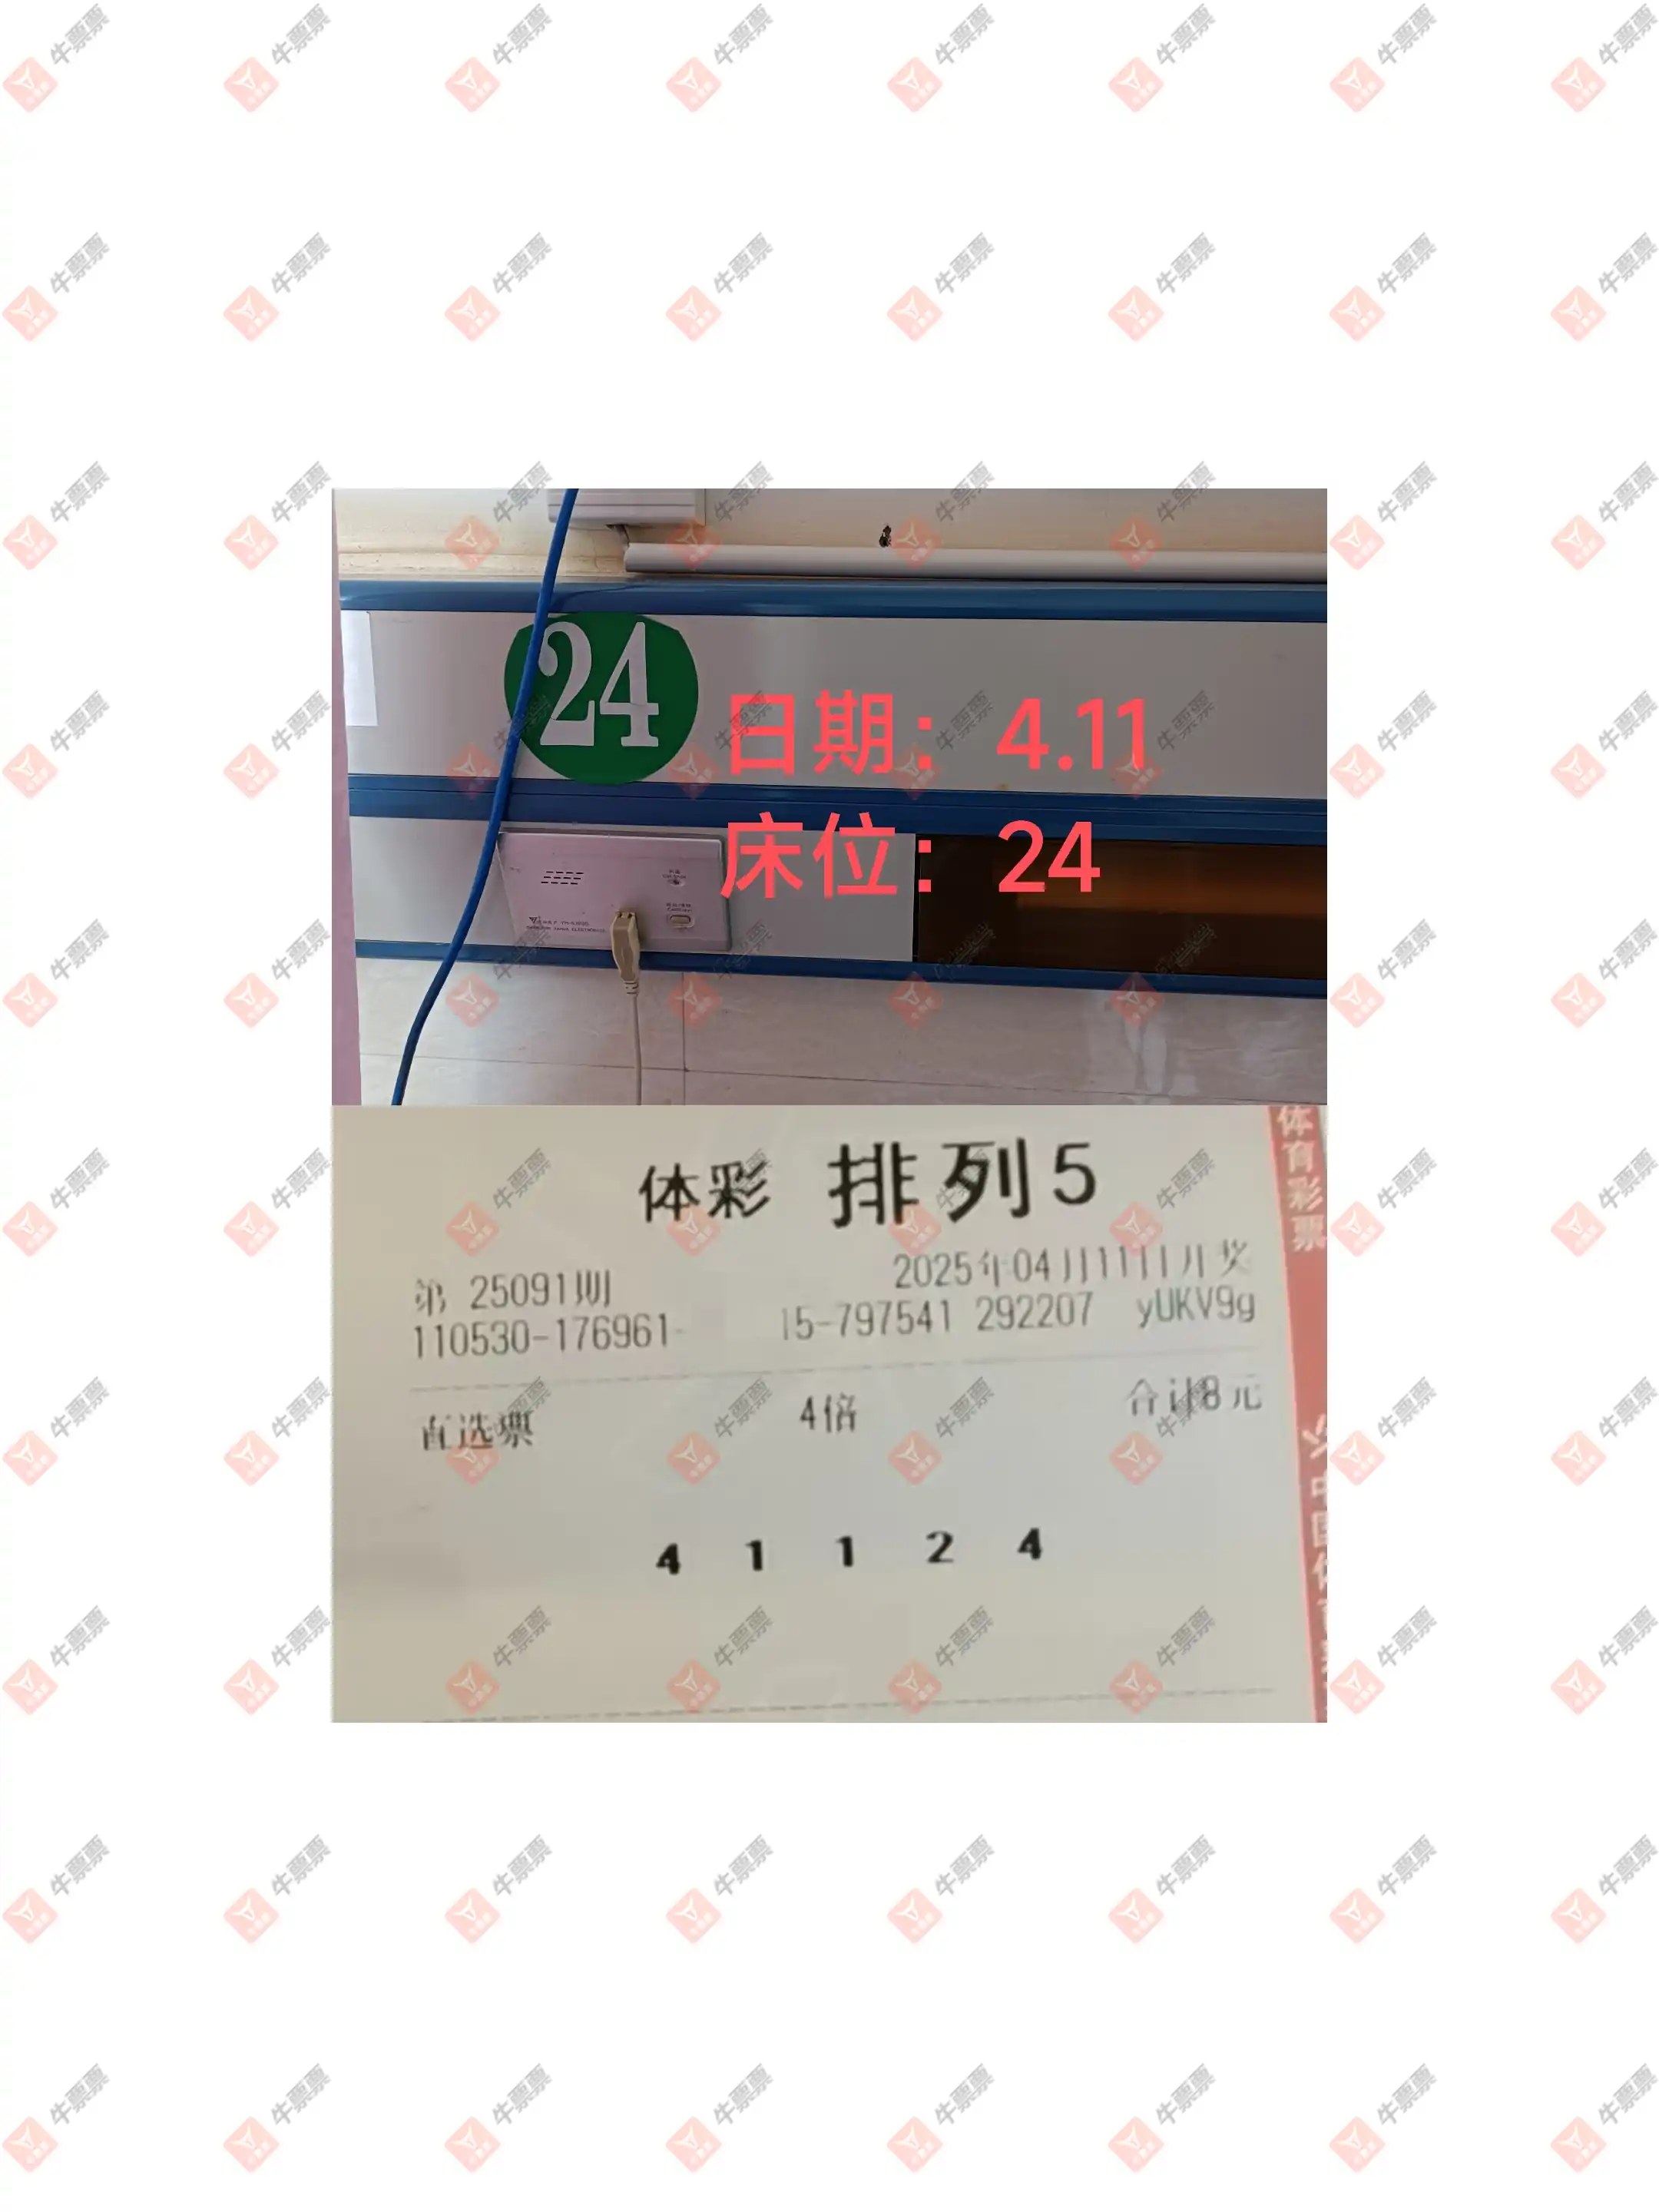 24
日期：4.11
床位：24
体彩 排列5
第 25091期
2025年04月11日开奖
110530-176961- 15-797541 292207 yUKV9g
直选票 4倍 合计8元
4 1 1 2 4
体育彩票
牛票票